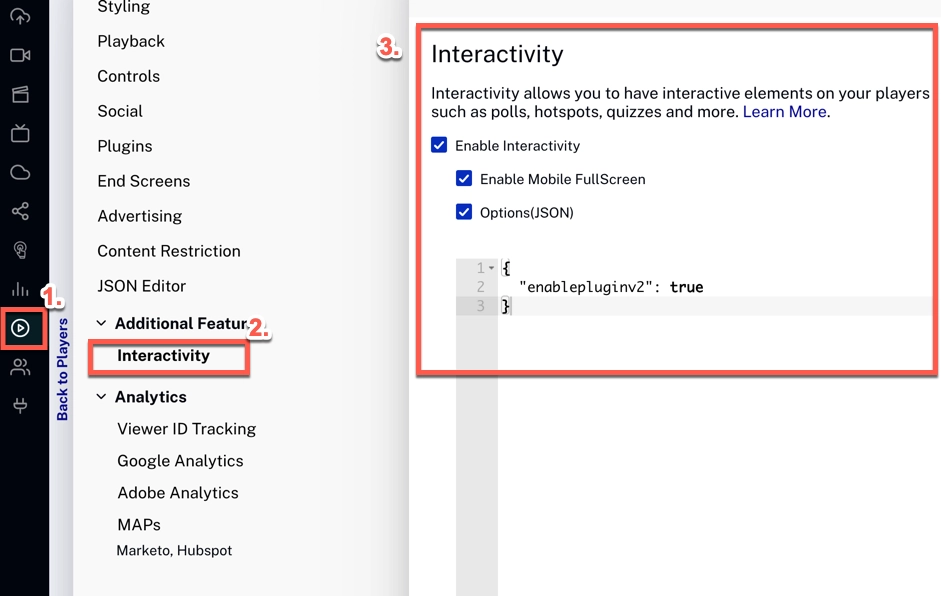 Styling
Playback
Controls
Social
Plugins
End Screens
Advertising
Content Restriction
JSON Editor
1.
Back to Players
Additional Featur
2.
Interactivity
Analytics
Viewer ID Tracking
Google Analytics
Adobe Analytics
MAPs
Marketo, Hubspot
3.
Interactivity
Interactivity allows you to have interactive elements on your players
such as polls, hotspots, quizzes and more. Learn More.
Enable Interactivity
Enable Mobile FullScreen
Options(JSON)
1 {
2 "enablepluginv2": true
3 }